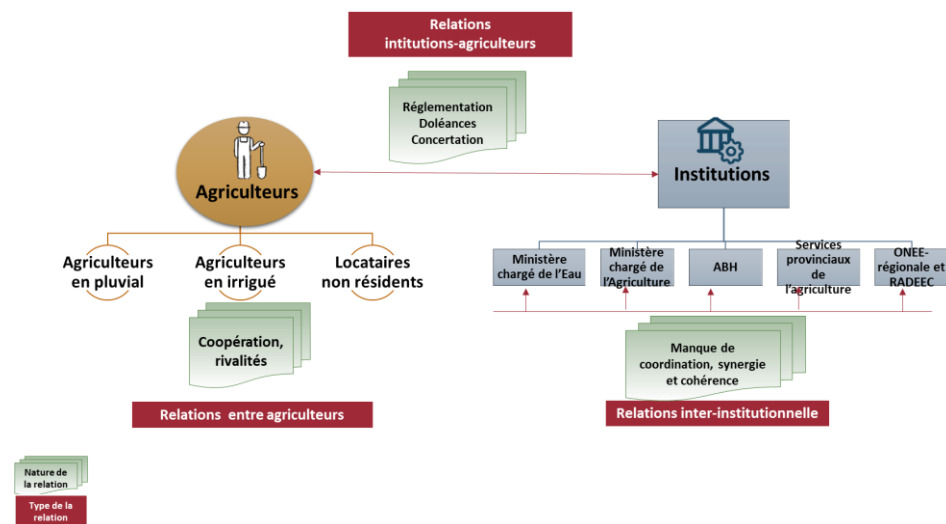 Relations
intitutions-agriculteurs
Réglementation
Doléances
Concertation
Agriculteurs
Institutions
Agriculteurs
en pluvial
Agriculteurs
en irrigué
Locataires
non résidents
Ministère
chargé de l'Eau
Ministère
chargé de
l'Agriculture
ABH
Services
provinciaux
de
l'agriculture
ONEE-
régionale et
RADEEC
Coopération,
rivalités
Manque de
coordination, synergie
et cohérence
Relations entre agriculteurs
Relations inter-institutionnelle
Nature de
la relation
Type de la
relation